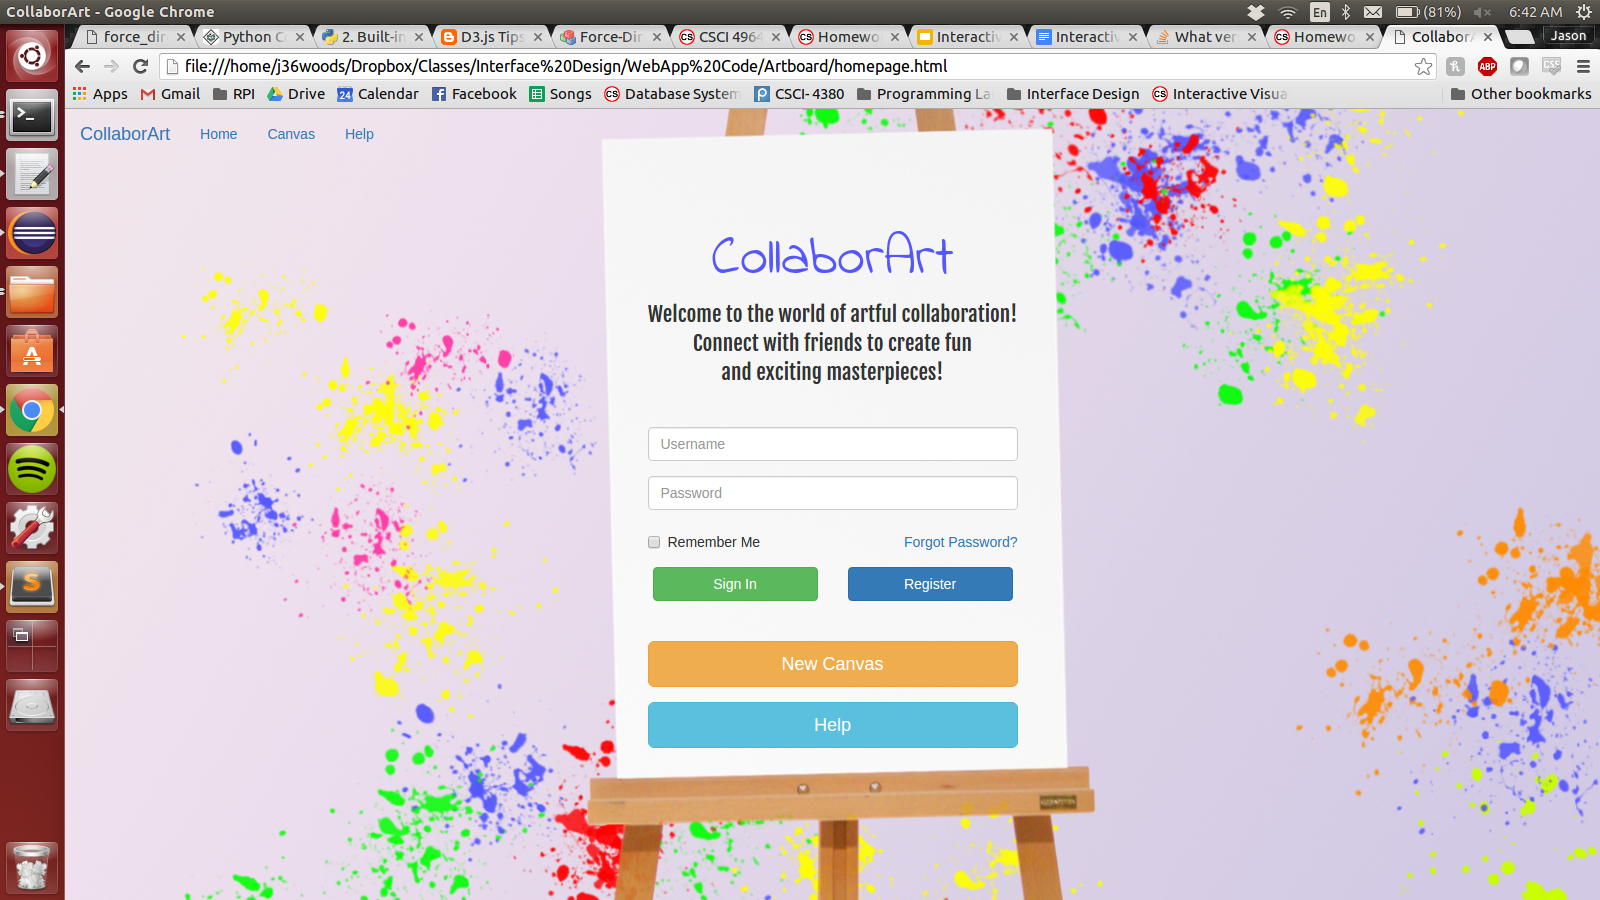 CollaborArt - Google Chrome
En
(81%)
6:42 AM
force_dir
Python C
2. Built-in
D3.js Tips
Force-Dir
CSCI 4964
Homewo
Interactiv
Interactiv
What ver
Homewo
CollaborA
Jason
file:///home/j36woods/Dropbox/Classes/Interface%20Design/WebApp%20Code/Artboard/homepage.html
ABP
CSS
Apps
Gmail
RPI
Drive
24 Calendar
Facebook
Songs
Database System
CSCI- 4380
Programming La
Interface Design
Interactive Visua
Other bookmarks
CollaborArt
Home
Canvas
Help
CollaborArt
Welcome to the world of artful collaboration!
Connect with friends to create fun
and exciting masterpieces!
Username
Password
Remember Me
Forgot Password?
Sign In
Register
New Canvas
Help